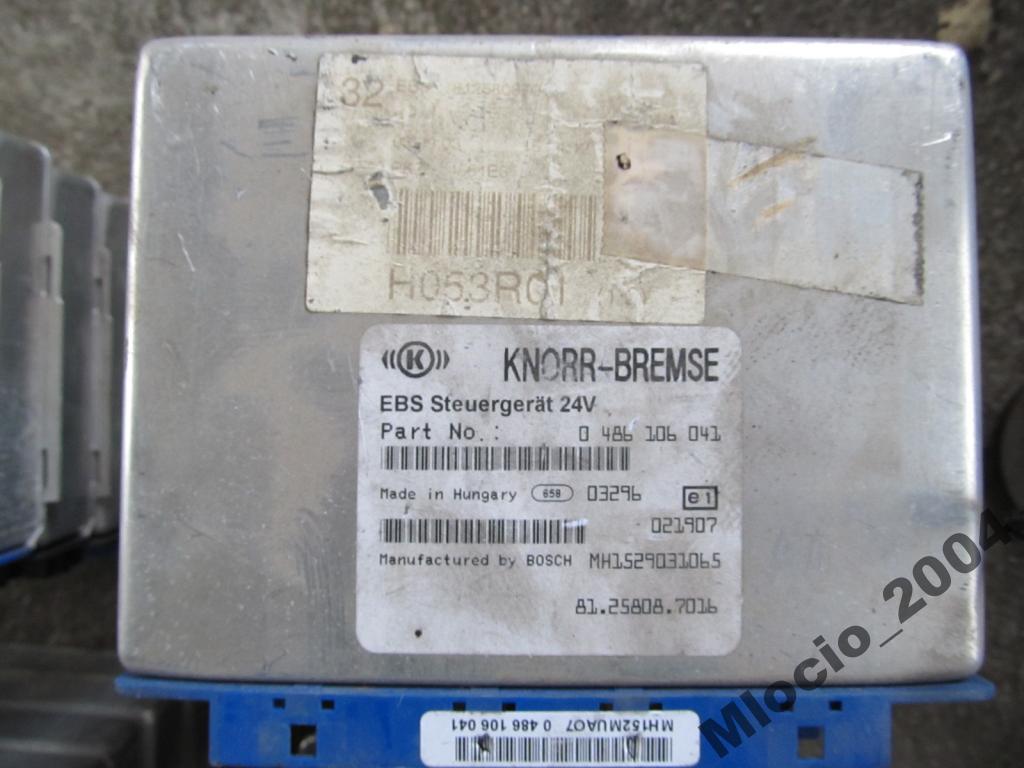 32
H053R01
K
KNORR-BREMSE
EBS Steuergerät 24V
Part No.: 0 486 106 041
Made in Hungary 658 03296 e1
021907
Manufactured by BOSCH MH1529031065
81.25808.7016
MH152MUA07 0 486 106 041
Mlocio_2004